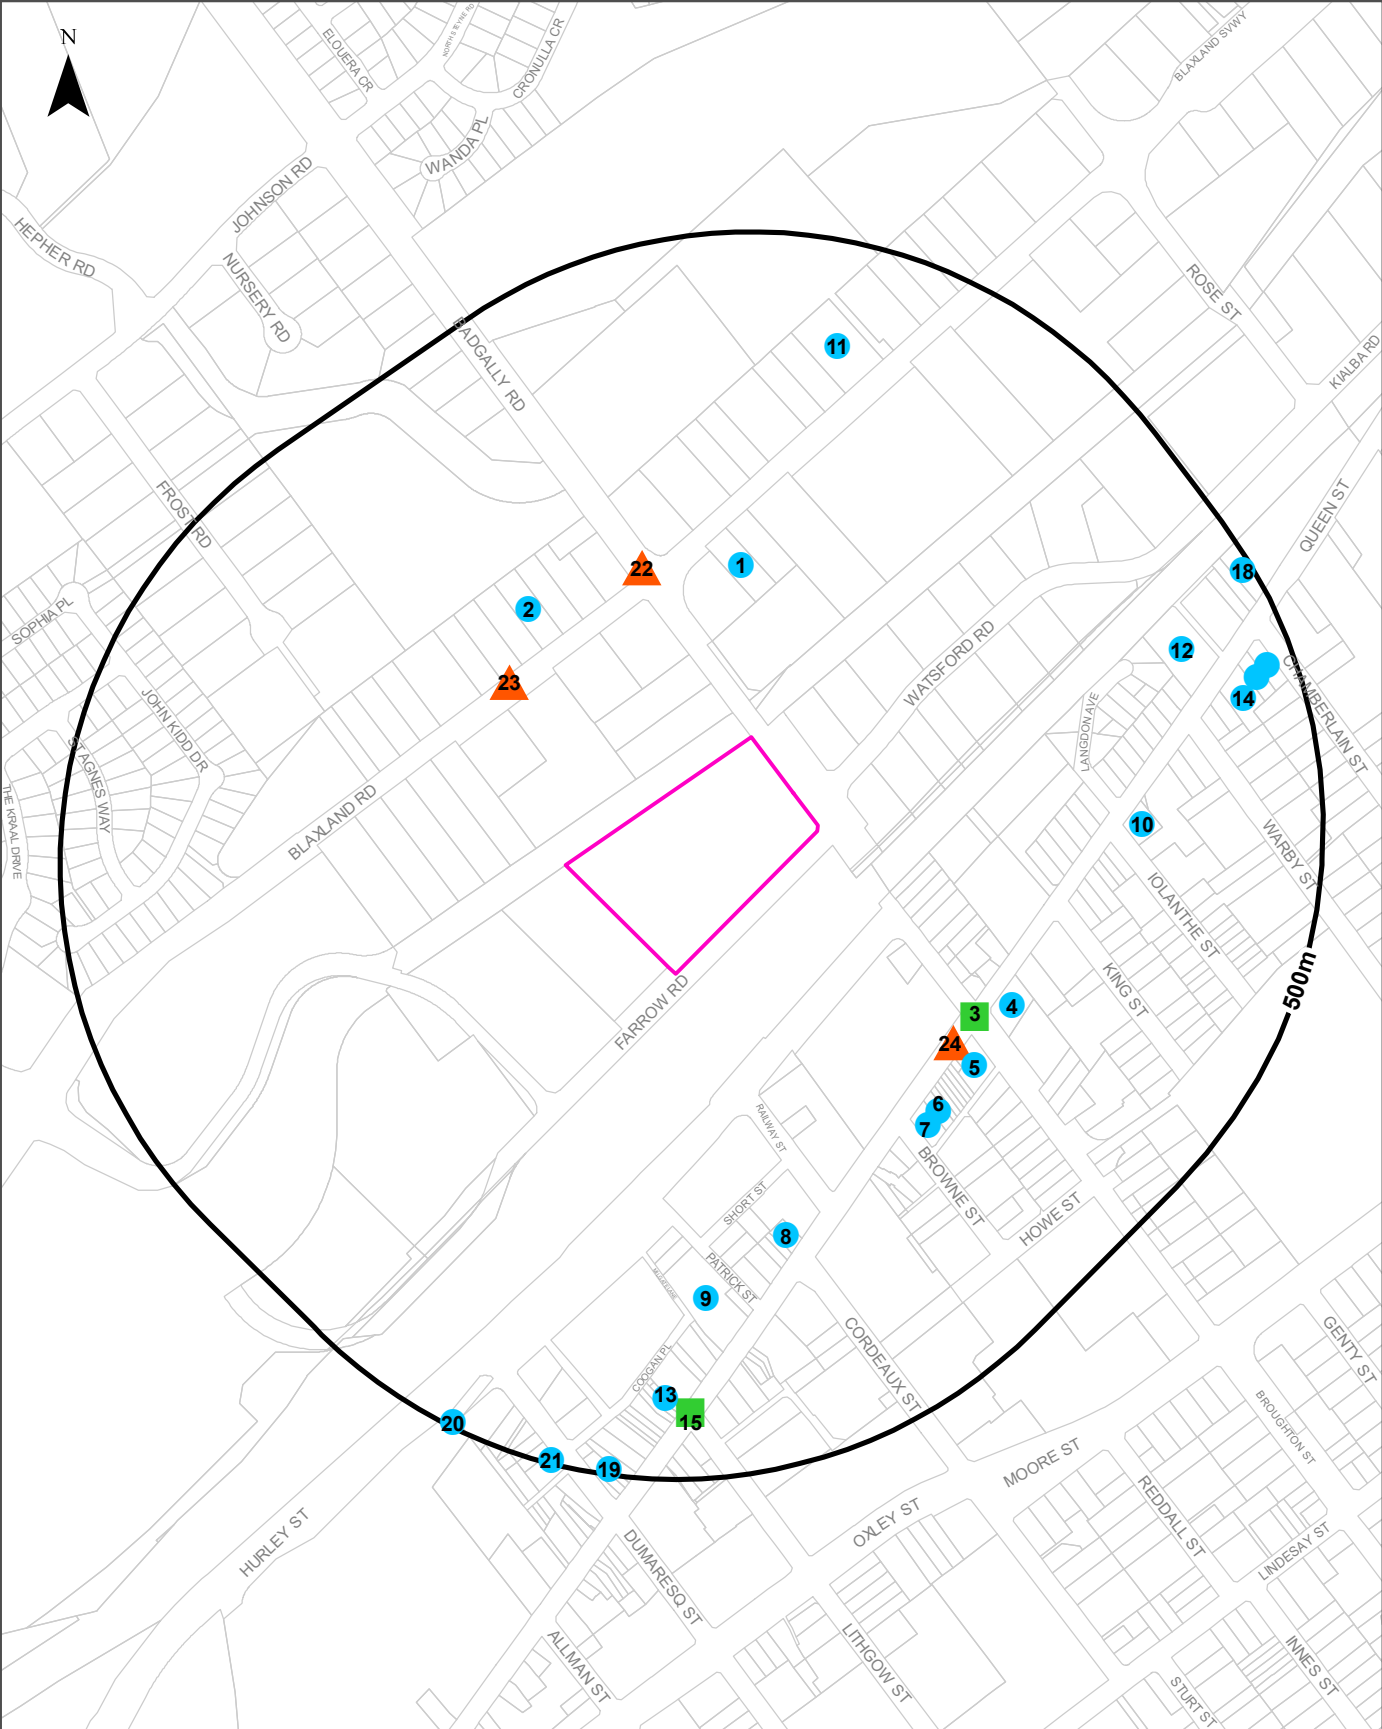 N
ELOUERA CR
CRONULLA CR
WANDA PL
BLAXLAND SVWY
JOHNSON RD
HEPHER RD
NURSERY RD
ROSE ST
BADGALLY RD
KIALBA RD
11
FROST RD
QUEEN ST
22
1
18
2
SOPHIA PL
23
12
WATSFORD RD
14
CHAMBERLAIN ST
JOHN KIDD DR
LANGDON AVE
ST AGNES WAY
THE KRAAL DRIVE
BLAXLAND RD
10
WARBY ST
IOLANTHE ST
500m
KING ST
FARROW RD
3
4
24
5
6
7
RAILWAY ST
BROWNE ST
SHORT ST
HOWE ST
8
PATRICK ST
9
CORDEAUX ST
GENTY ST
COOGAN PL
13
15
20
BROUGHTON ST
21
19
MOORE ST
OXLEY ST
REDDALL ST
HURLEY ST
DUMARESQ ST
LINDESAY ST
ALLMAN ST
LITHGOW ST
INNES ST
STURT ST